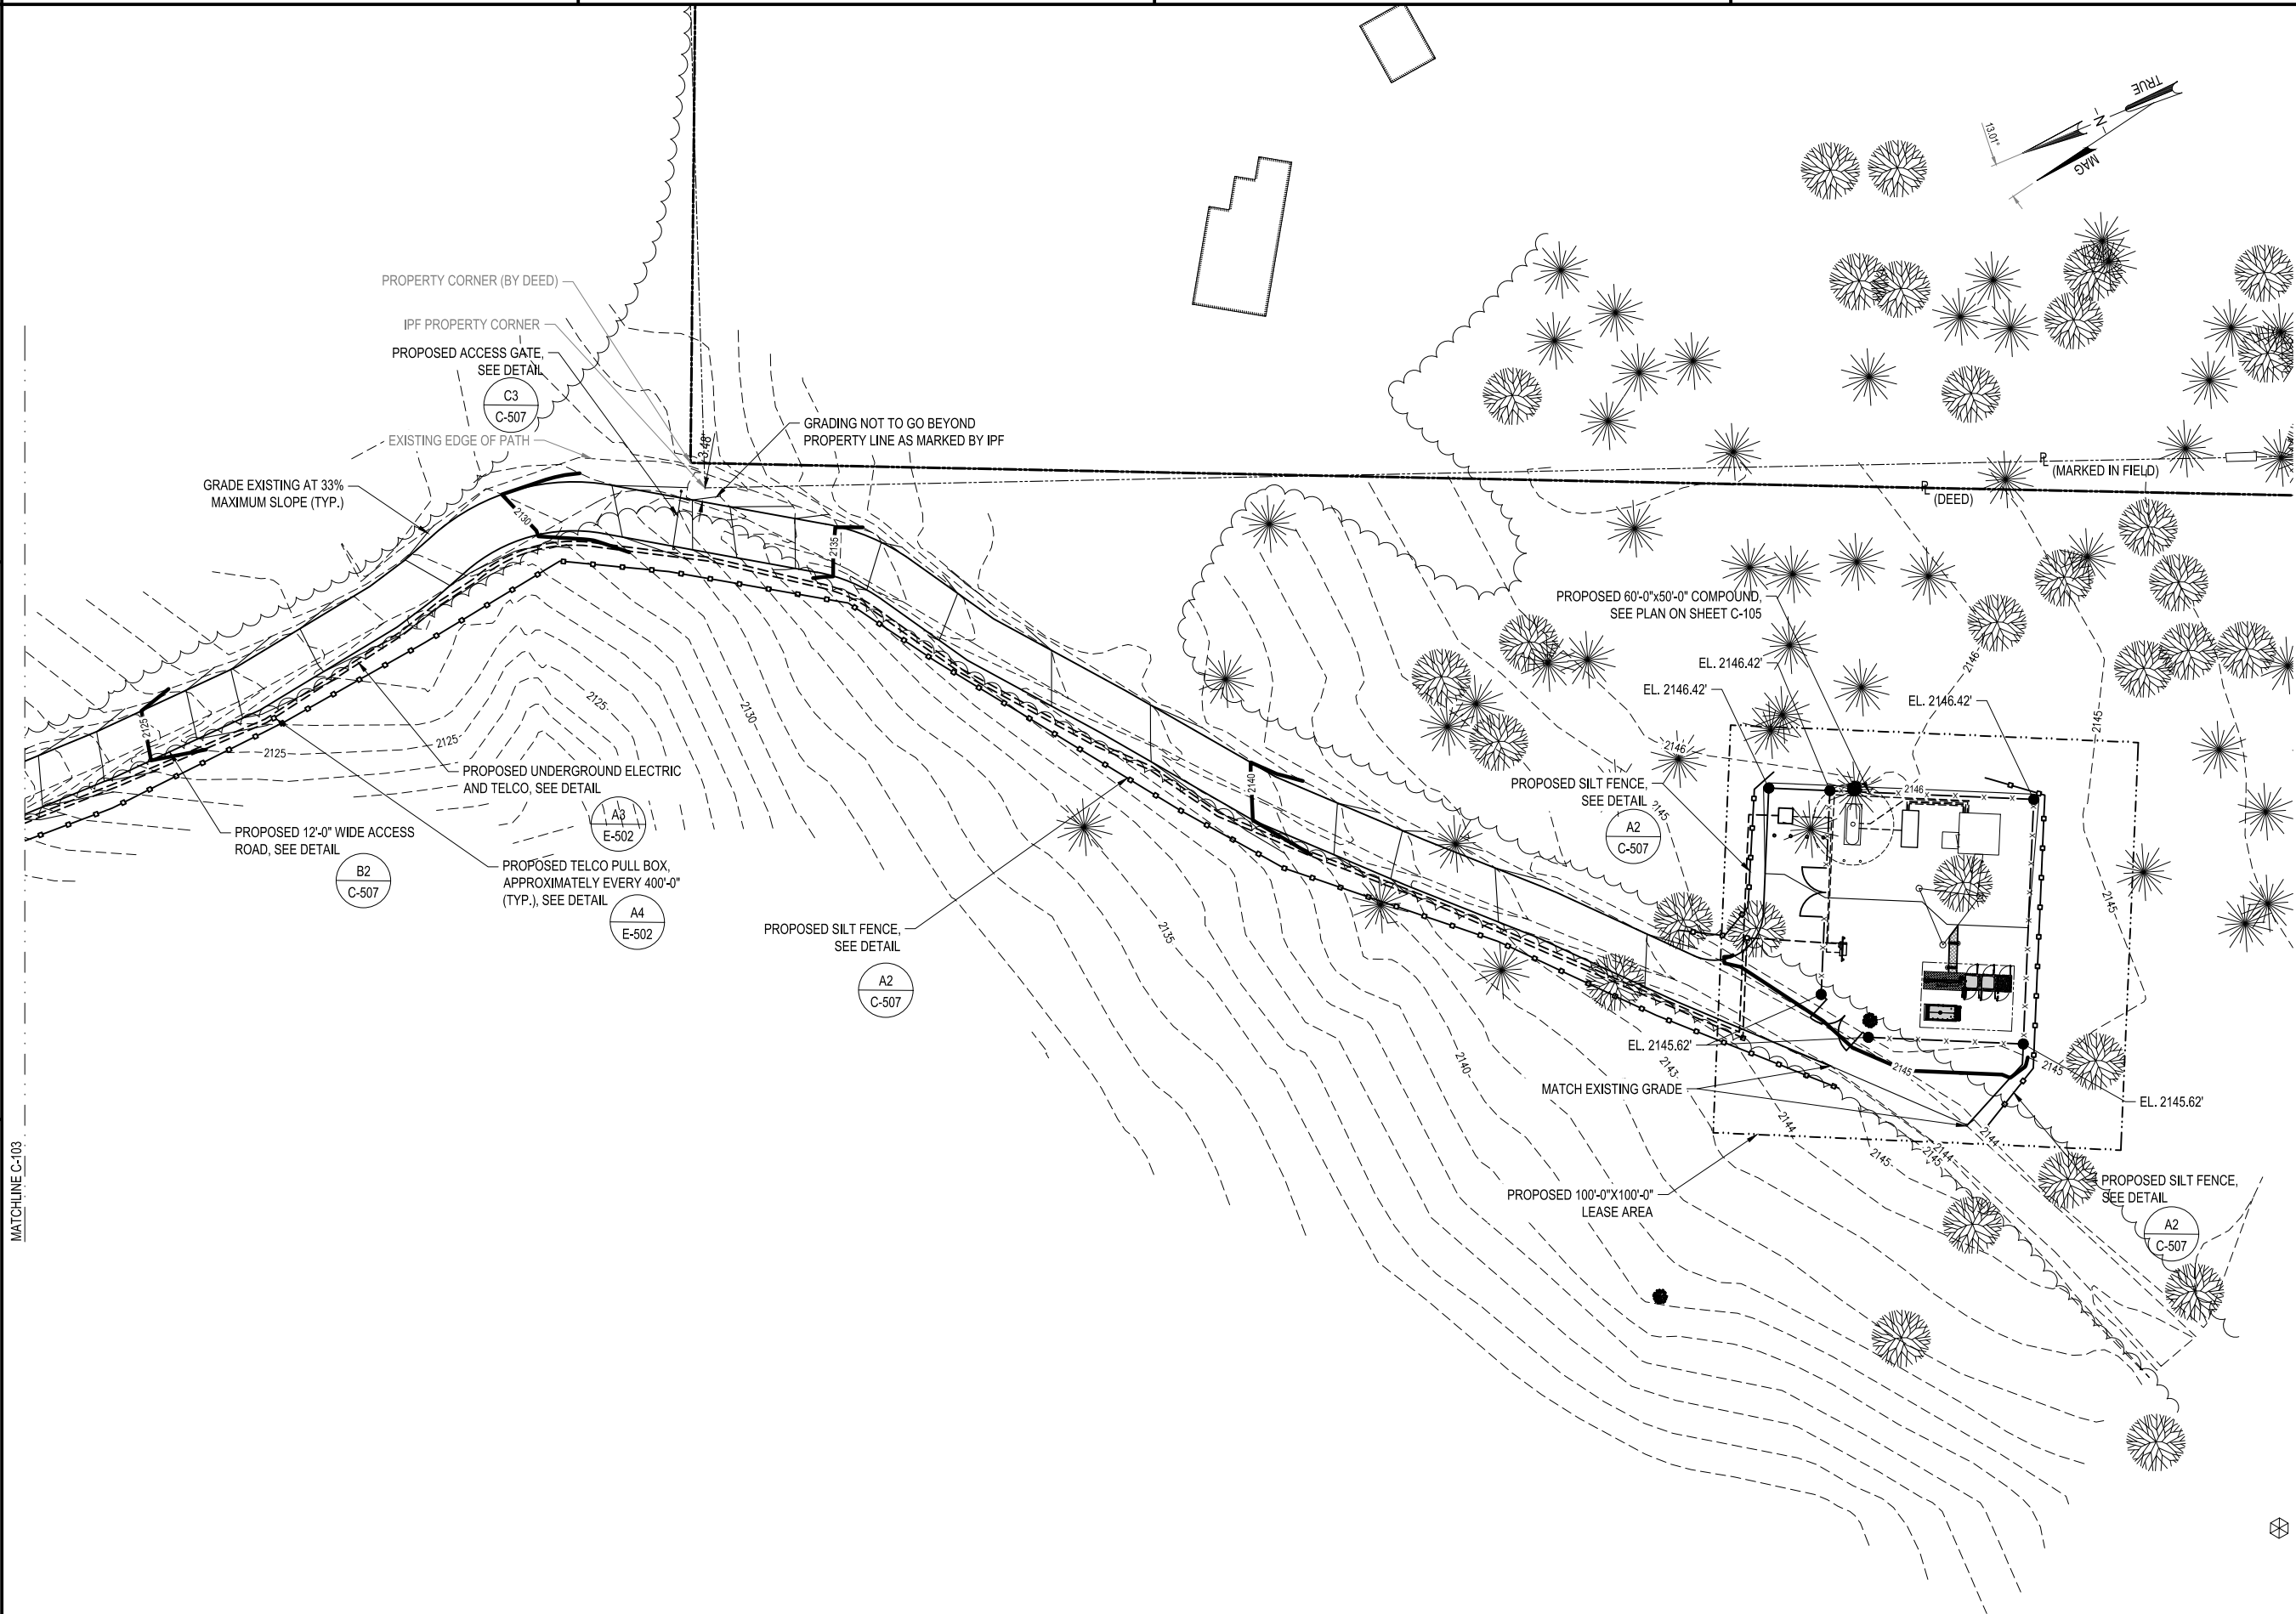 TRUE
N
MAG
13.01°
PROPERTY CORNER (BY DEED)
IPF PROPERTY CORNER
PROPOSED ACCESS GATE,
SEE DETAIL
C3
C-507
EXISTING EDGE OF PATH
3.48'
GRADING NOT TO GO BEYOND
PROPERTY LINE AS MARKED BY IPF
GRADE EXISTING AT 33%
MAXIMUM SLOPE (TYP.)
2130
2135
PL (MARKED IN FIELD)
PL (DEED)
PROPOSED 60'-0"x50'-0" COMPOUND,
SEE PLAN ON SHEET C-105
EL. 2146.42'
EL. 2146.42'
EL. 2146.42'
2146
2145
2146
2125
2125
2125
2125
2130
PROPOSED UNDERGROUND ELECTRIC
AND TELCO, SEE DETAIL
A3
E-502
PROPOSED 12'-0" WIDE ACCESS
ROAD, SEE DETAIL
B2
C-507
PROPOSED TELCO PULL BOX,
APPROXIMATELY EVERY 400'-0"
(TYP.), SEE DETAIL
A4
E-502
2140
PROPOSED SILT FENCE,
SEE DETAIL
A2
C-507
2145
2146
PROPOSED SILT FENCE,
SEE DETAIL
A2
C-507
2135
2145
EL. 2145.62'
2140
2143
MATCH EXISTING GRADE
2145
2145
EL. 2145.62'
2144
2144
2144
2145
2145
PROPOSED 100'-0"X100'-0"
LEASE AREA
PROPOSED SILT FENCE,
SEE DETAIL
A2
C-507
MATCHLINE C-103